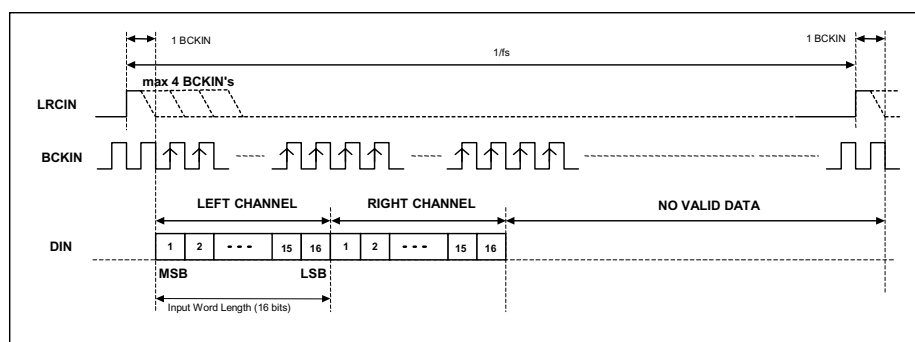 1 BCKIN
1 BCKIN
1/fs
max 4 BCKIN's
LRCIN
BCKIN
LEFT CHANNEL
RIGHT CHANNEL
NO VALID DATA
DIN
1 2 15 16 1 2 15 16
MSB
LSB
Input Word Length (16 bits)